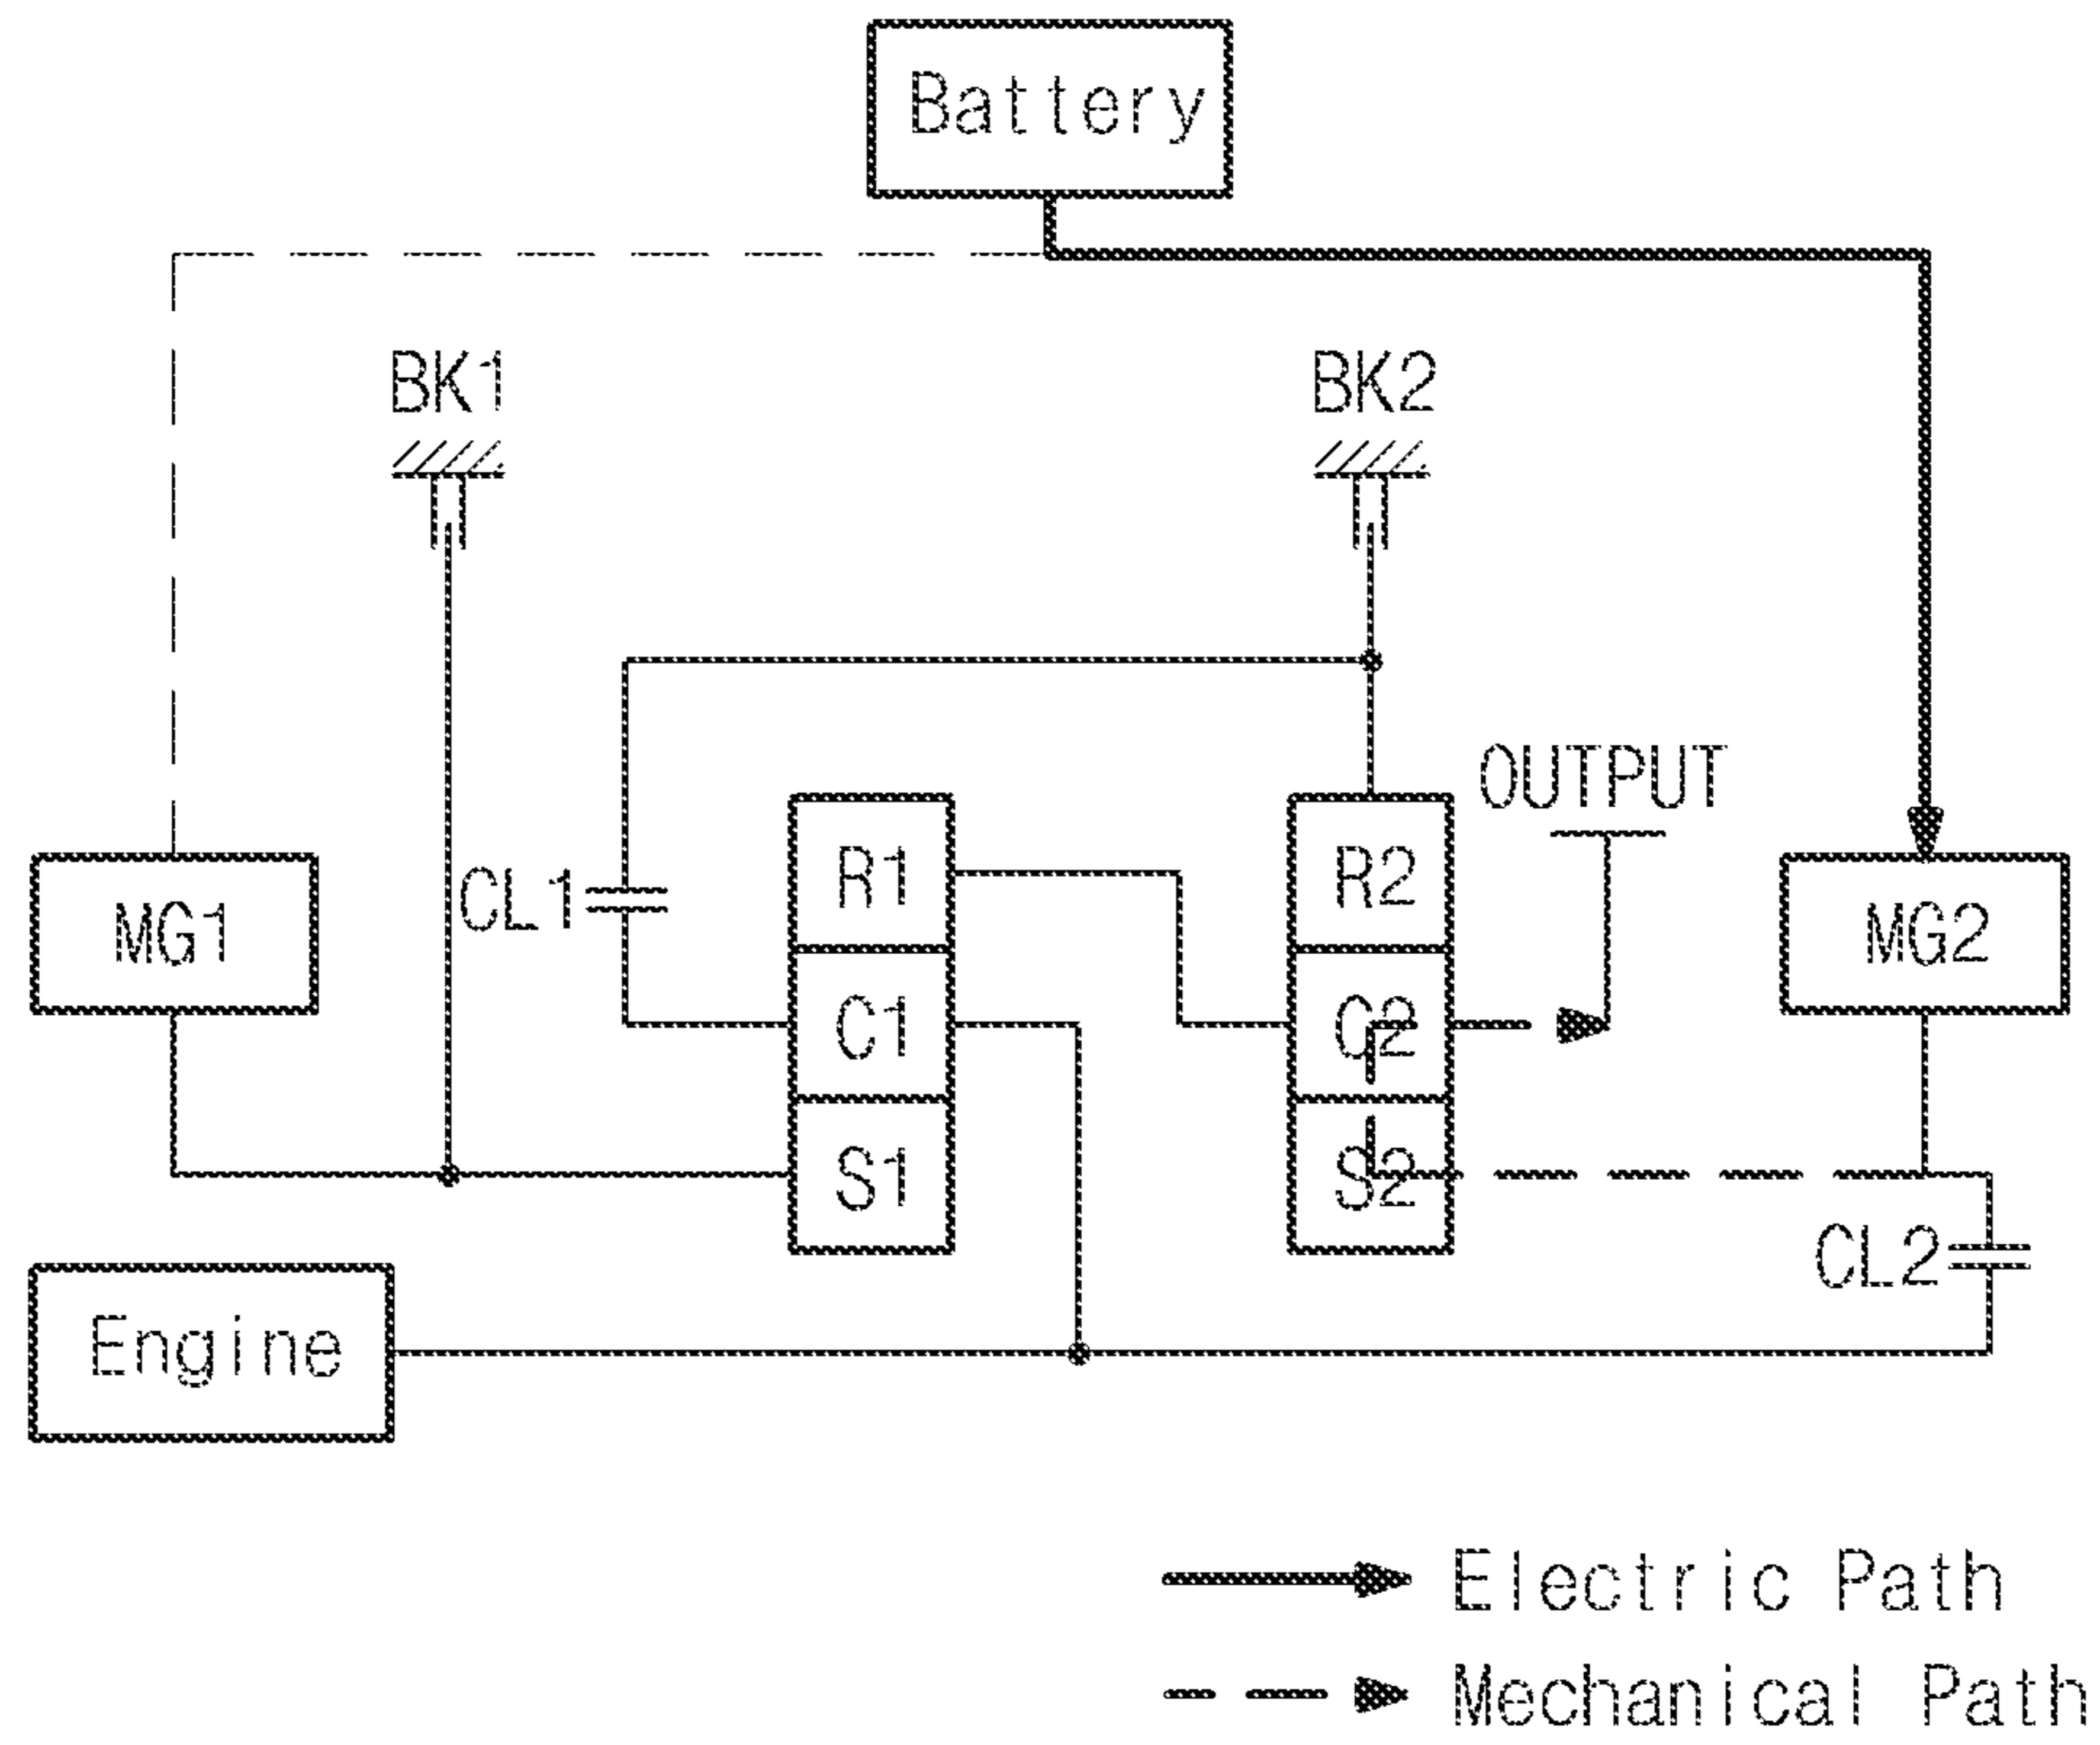 Battery
BK1
BK2
OUTPUT
CL1
R1
R2
MG1
MG2
C1
C2
S1
S2
CL2
Engine
Electric Path
Mechanical Path